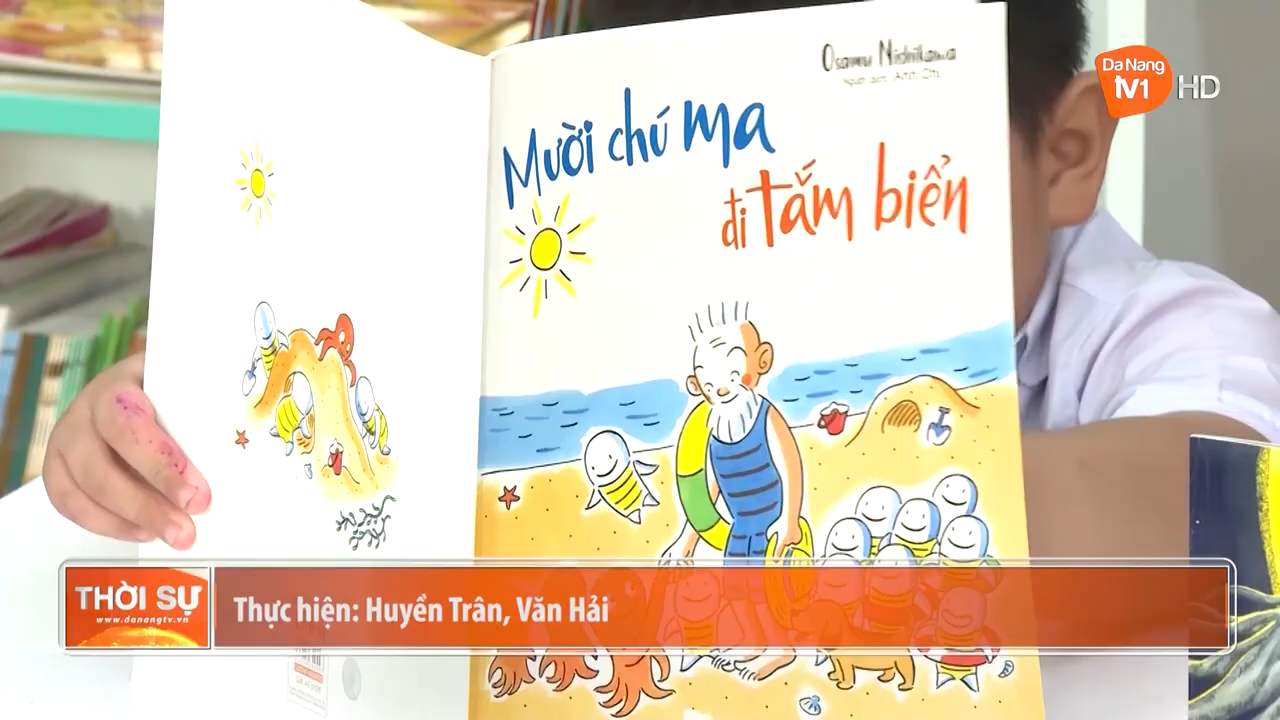 Osamu Nishikawa
Mười chú ma
đi tắm biển
Da Nang
TV1 HD
THỜI SỰ
www.danangtv.vn
Thực hiện: Huyền Trân, Văn Hải